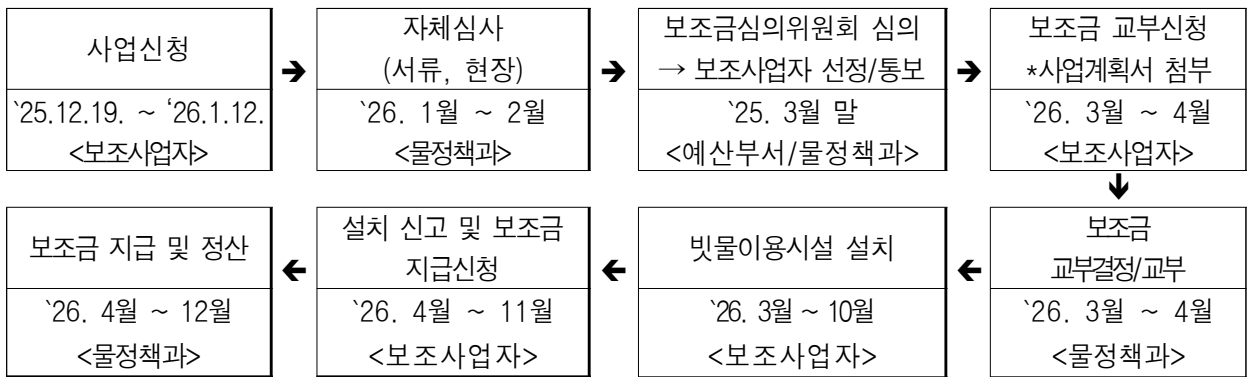 사업신청
`25.12.19. ~ ‘26.1.12.
<보조사업자>
➔
자체심사
(서류, 현장)
`26. 1월 ~ 2월
<물정책과>
➔
보조금심의위원회 심의
→ 보조사업자 선정/통보
`25. 3월 말
<예산부서/물정책과>
➔
보조금 교부신청
*사업계획서 첨부
`26. 3월 ~ 4월
<보조사업자>
🡻
보조금
교부결정/교부
`26. 3월 ~ 4월
<물정책과>
🡸
빗물이용시설 설치
`26. 3월 ~ 10월
<보조사업자>
🡸
설치 신고 및 보조금
지급신청
`26. 4월 ~ 11월
<보조사업자>
🡸
보조금 지급 및 정산
`26. 4월 ~ 12월
<물정책과>